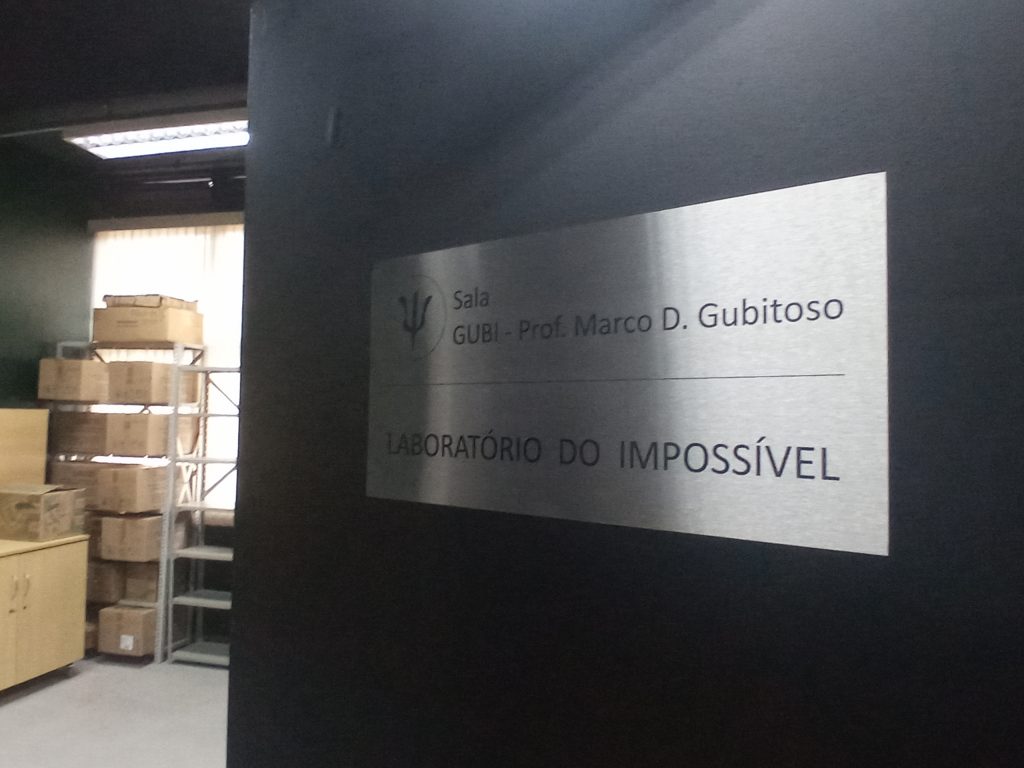 Sala
GUBI - Prof. Marco D. Gubitoso
LABORATÓRIO DO IMPOSSÍVEL